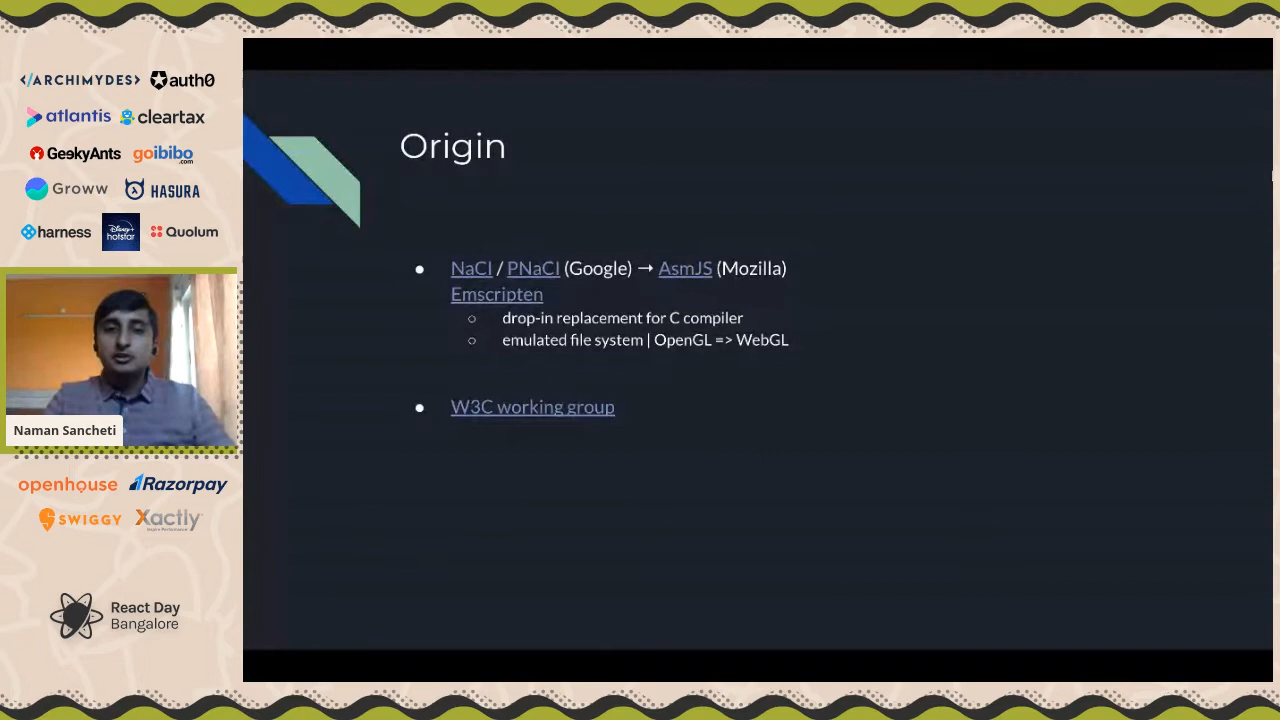 </ARCHIMYDES> auth0
atlantis cleartax
GeekyAnts goibibo.com
Groww HASURA
harness Disney+ hotstar Quolum
Naman Sancheti
openhouse Razorpay
SWIGGY Xactly
React Day
Bangalore
Origin
● NaCl / PNaCl (Google) → AsmJS (Mozilla)
Emscripten
○ drop-in replacement for C compiler
○ emulated file system | OpenGL => WebGL
● W3C working group